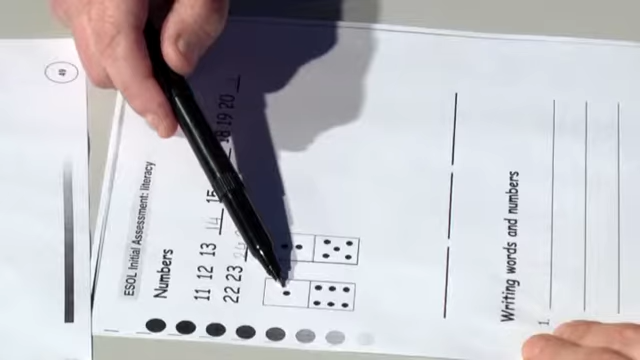 49
ESOL Initial Assessment: literacy
Numbers
11 12 13 14 15 18 19 20
22 23
Writing words and numbers
1.